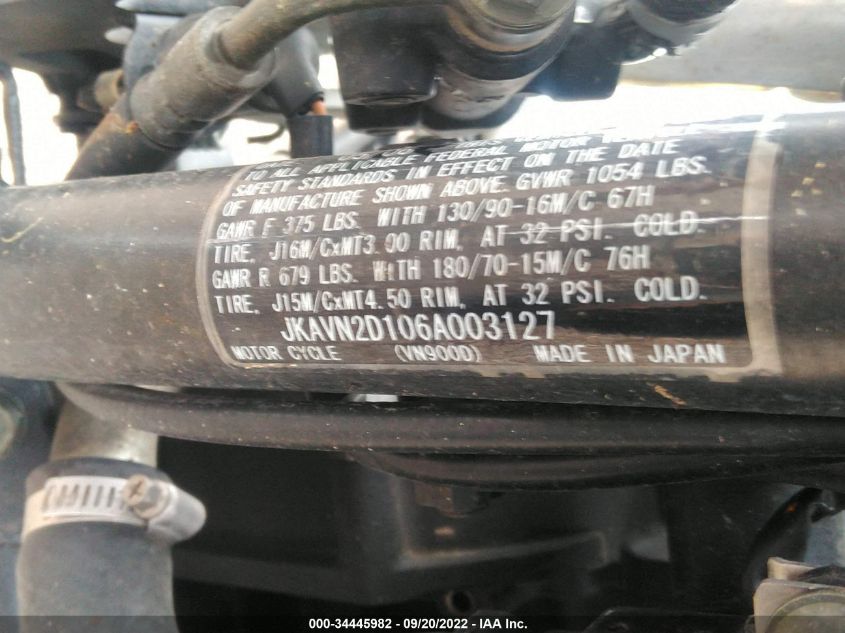 TO ALL APPLICABLE FEDERAL MOTOR VEHICLE
SAFETY STANDARDS IN EFFECT ON THE DATE
OF MANUFACTURE SHOWN ABOVE. GVWR 1054 LBS.
GAWR F 375 LBS. WITH 130/90-16M/C 67H
TIRE, J16M/CxMT3.00 RIM, AT 32 PSI. COLD.
GAWR R 679 LBS. WITH 180/70-15M/C 76H
TIRE, J15M/CxMT4.50 RIM, AT 32 PSI. COLD.
JKAVN2D106A003127
MOTOR CYCLE (VN900D) MADE IN JAPAN
000-34445982 / 09/20/2022 - IAA Inc.